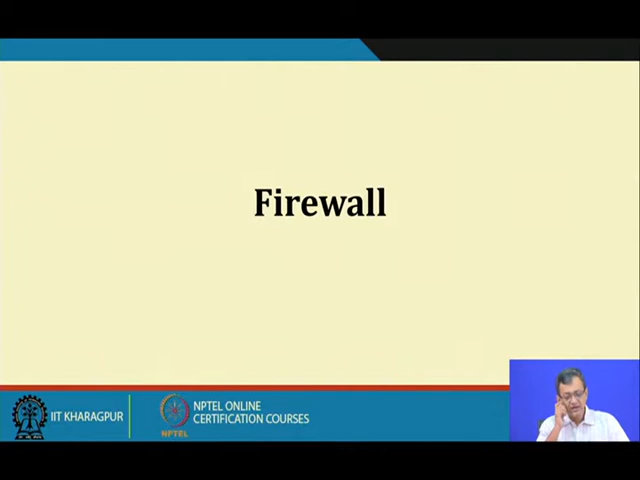 Firewall
IIT KHARAGPUR
NPTEL ONLINE
CERTIFICATION COURSES
NPTEL